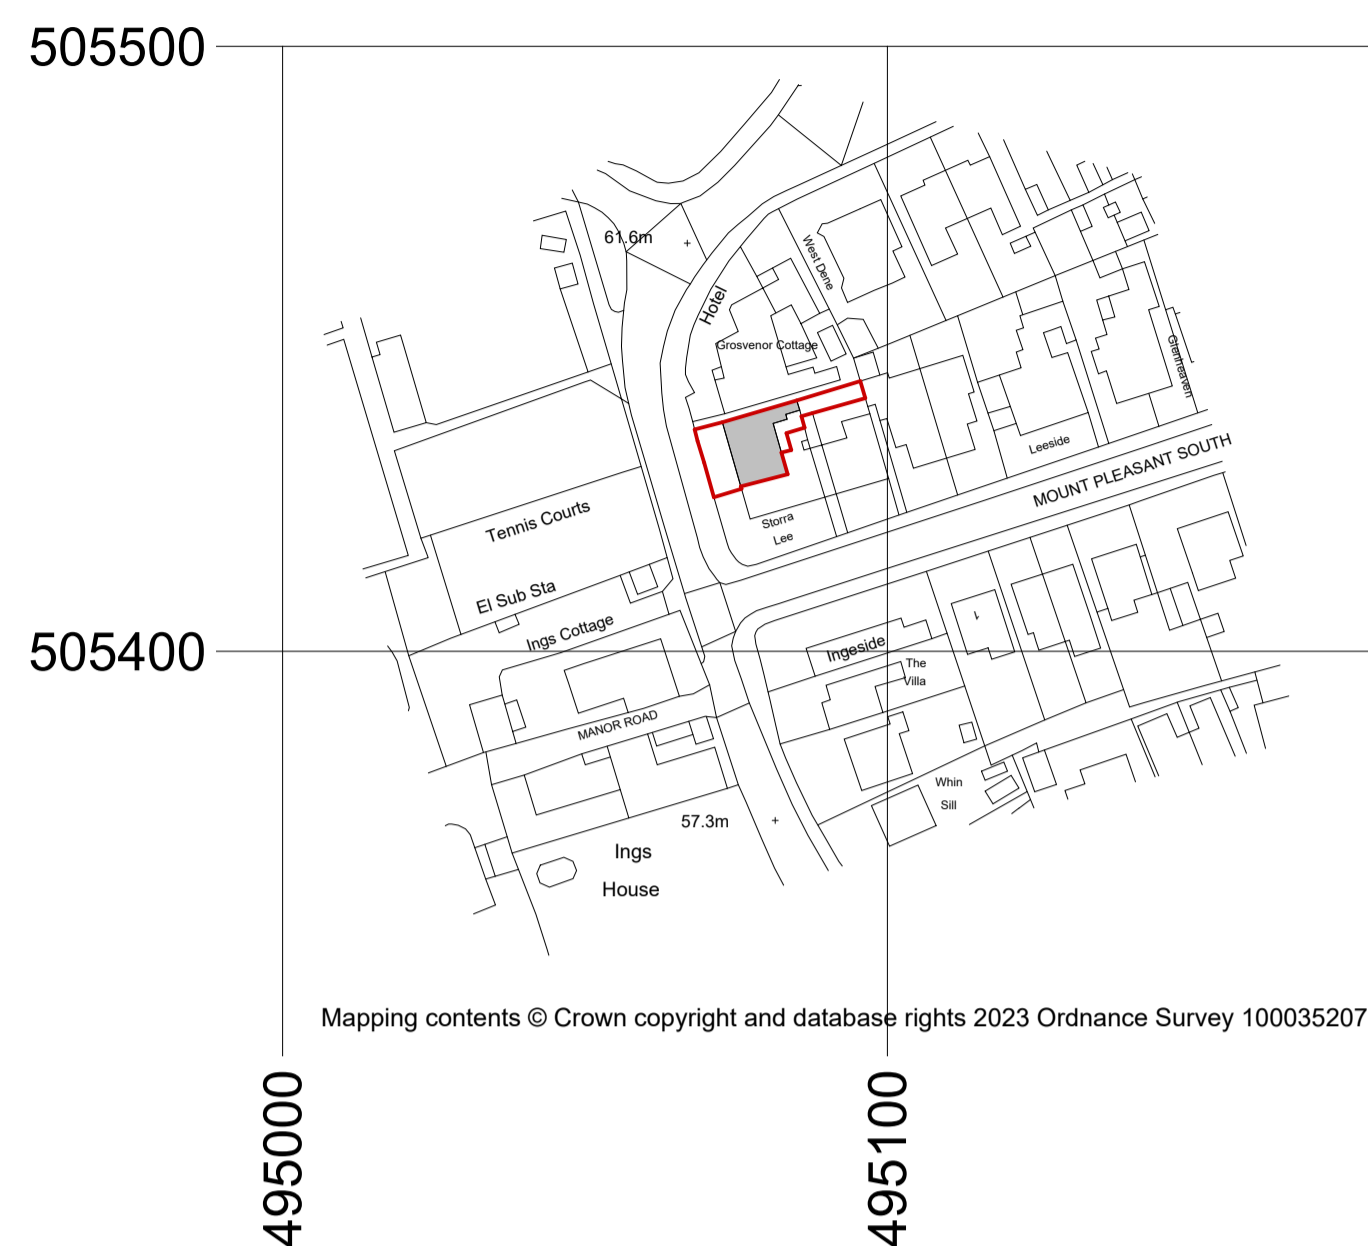 505500
61.6m
West Dene
Hotel
Grosvenor Cottage
Glenheaven
Leeside
MOUNT PLEASANT SOUTH
Tennis Courts
Storra
Lee
El Sub Sta
Ings Cottage
1
505400
Ingeside
The
Villa
MANOR ROAD
Whin
Sill
57.3m
Ings
House
Mapping contents © Crown copyright and database rights 2023 Ordnance Survey 100035207
495000
495100